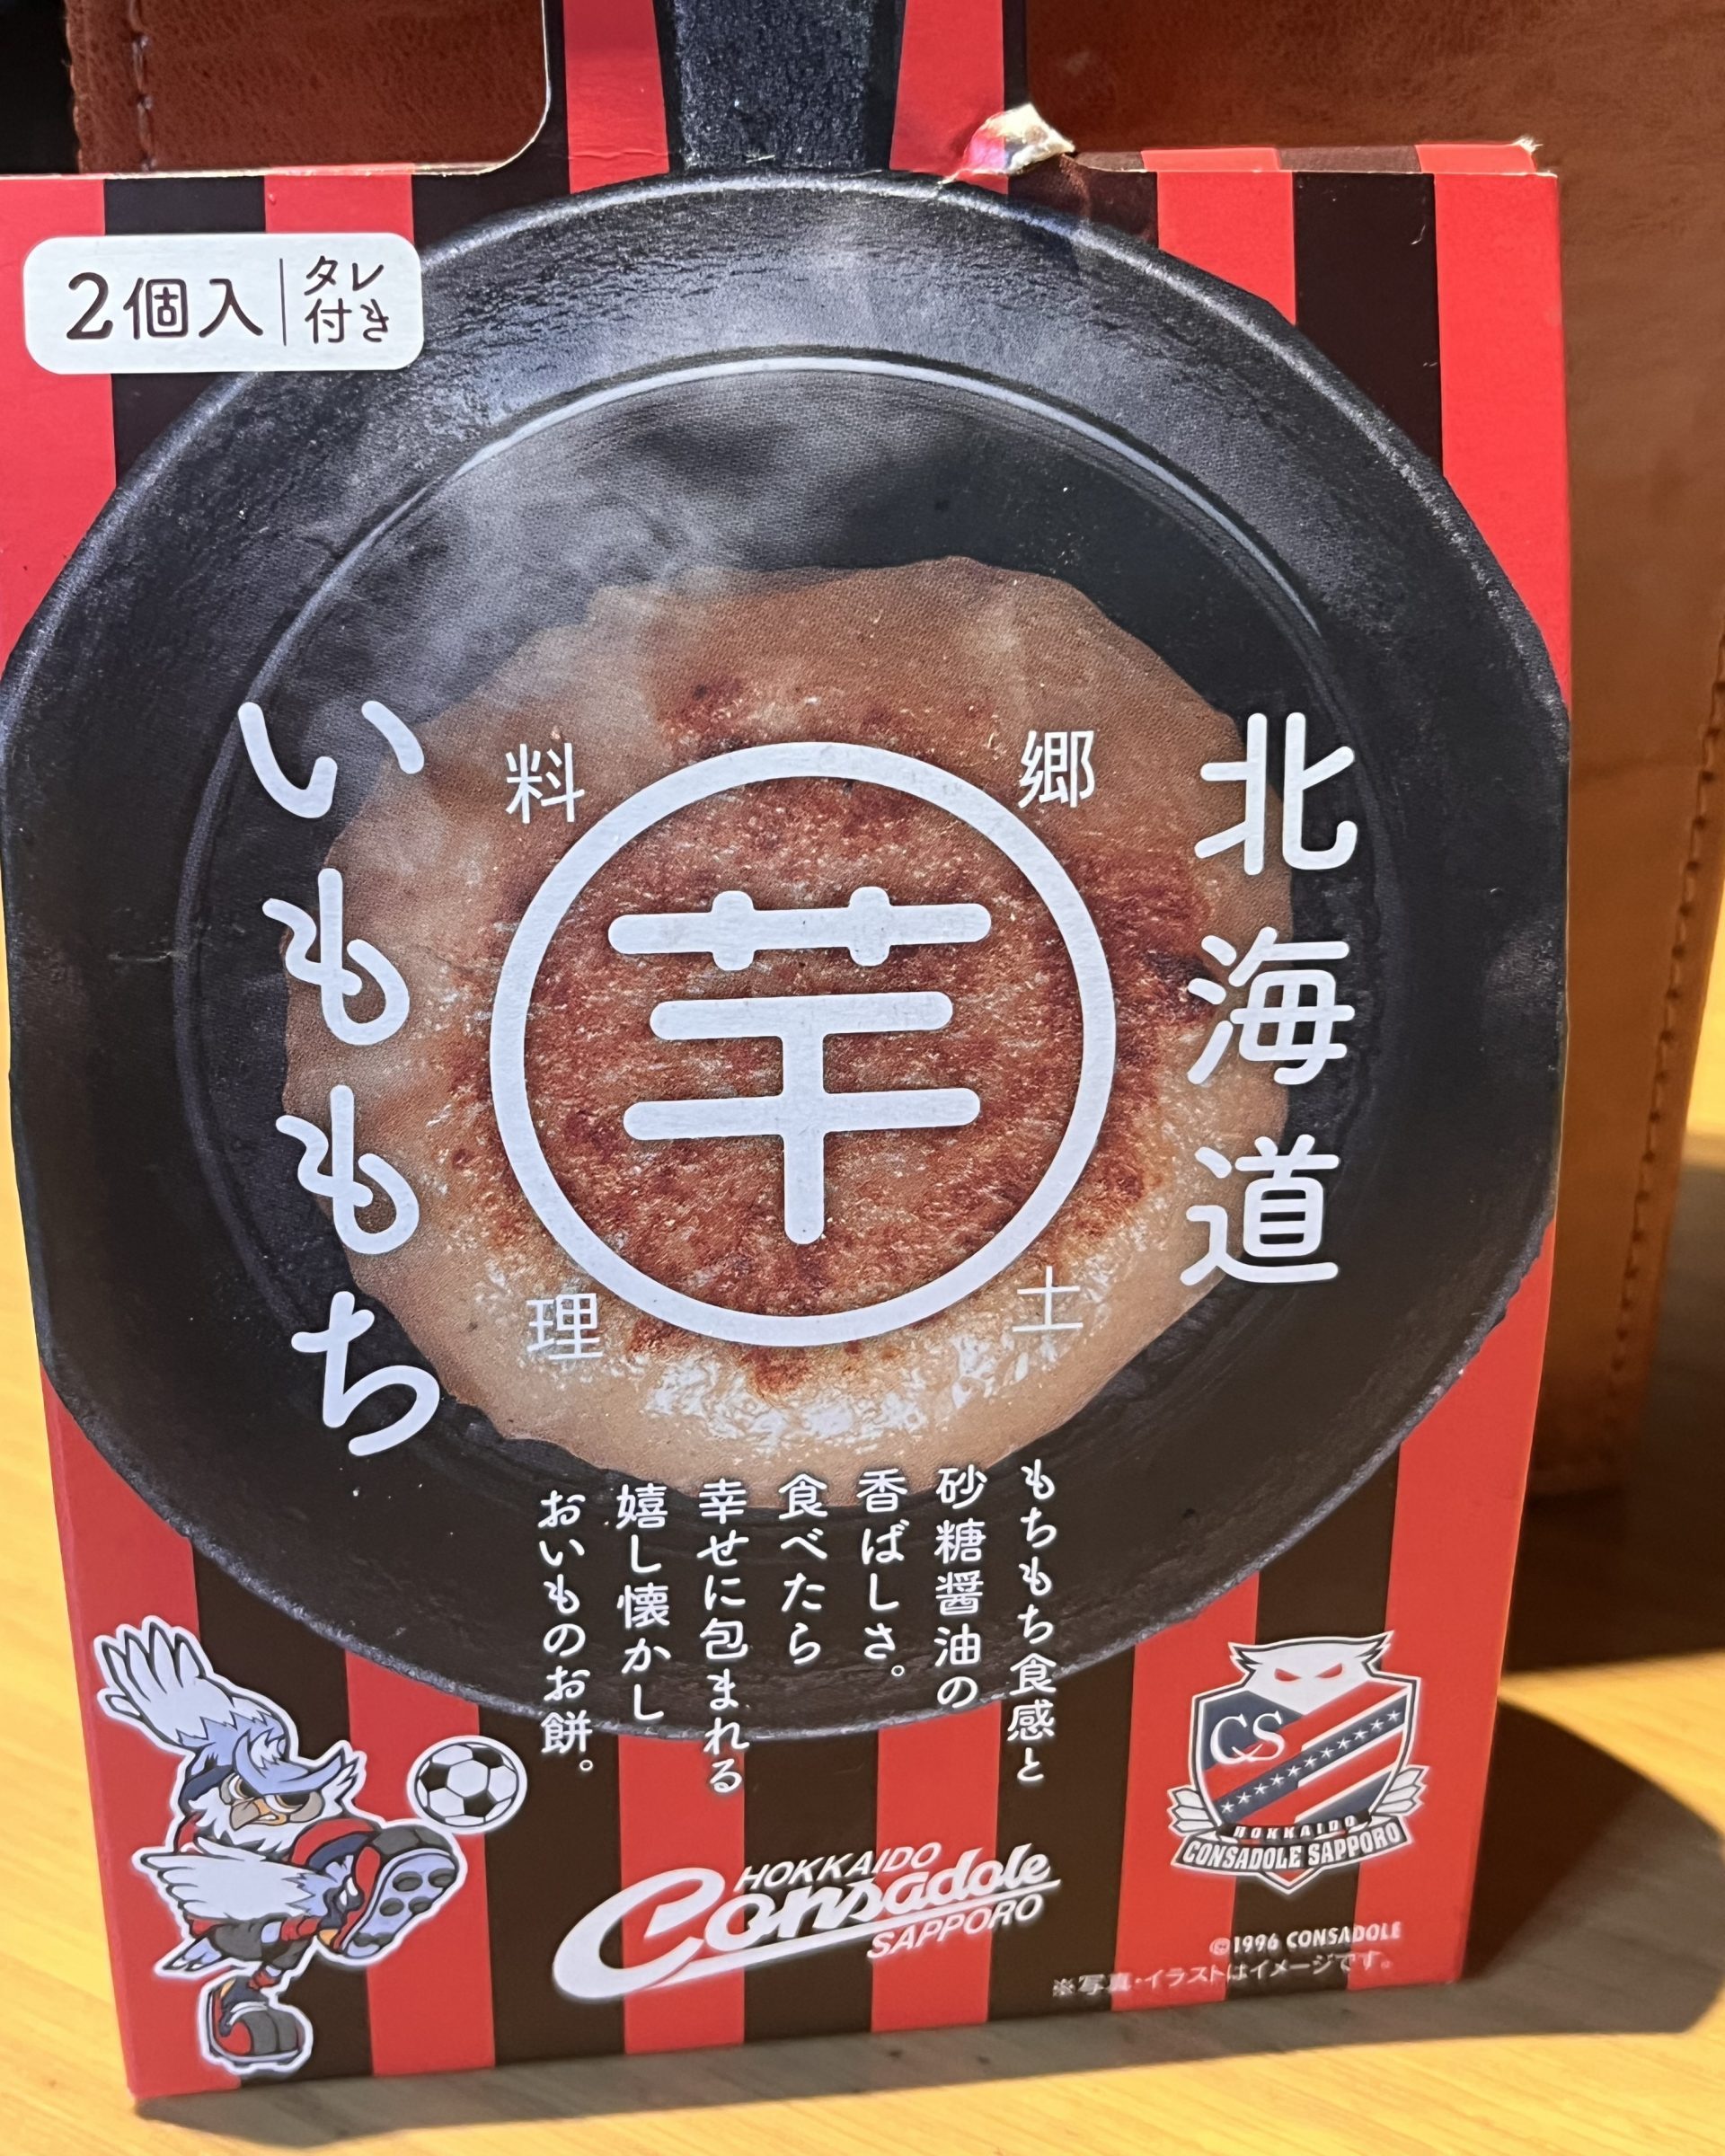 2個入
タレ
付き
北海道
郷土
料理
芋
いももち
もちもち食感と
砂糖醤油の
香ばしさ。
食べたら
幸せに包まれる
嬉し懐かし
おいものお餅。
HOKKAIDO
Consadole
SAPPORO
CS
HOKKAIDO
CONSADOLE SAPPORO
©1996 CONSADOLE
※写真・イラストはイメージです。